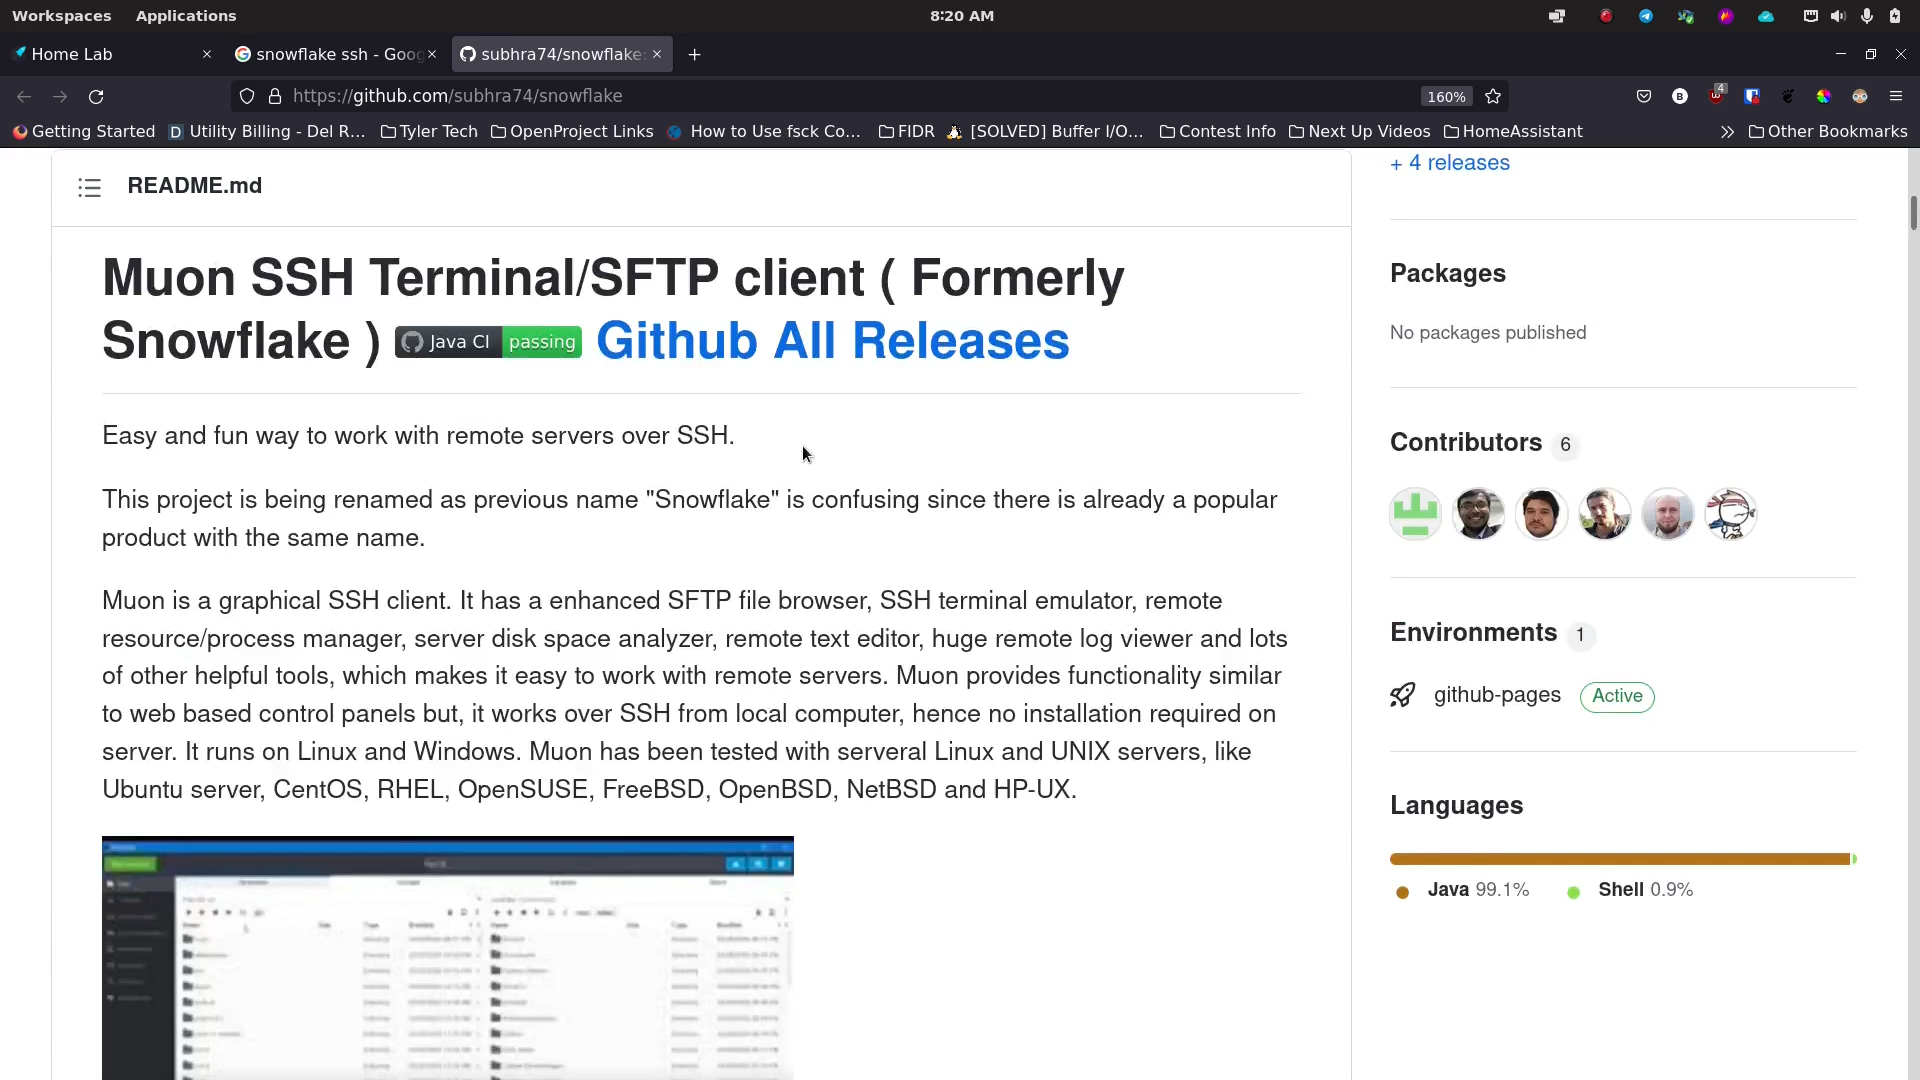 Workspaces Applications 8:20 AM
Home Lab
snowflake ssh - Goog
subhra74/snowflake:
https://github.com/subhra74/snowflake 160% 4
Getting Started Utility Billing - Del R... Tyler Tech OpenProject Links How to Use fsck Co... FIDR [SOLVED] Buffer I/O... Contest Info Next Up Videos HomeAssistant Other Bookmarks
README.md
Muon SSH Terminal/SFTP client ( Formerly
Snowflake ) Java CI passing Github All Releases
Easy and fun way to work with remote servers over SSH.
This project is being renamed as previous name "Snowflake" is confusing since there is already a popular
product with the same name.
Muon is a graphical SSH client. It has a enhanced SFTP file browser, SSH terminal emulator, remote
resource/process manager, server disk space analyzer, remote text editor, huge remote log viewer and lots
of other helpful tools, which makes it easy to work with remote servers. Muon provides functionality similar
to web based control panels but, it works over SSH from local computer, hence no installation required on
server. It runs on Linux and Windows. Muon has been tested with serveral Linux and UNIX servers, like
Ubuntu server, CentOS, RHEL, OpenSUSE, FreeBSD, OpenBSD, NetBSD and HP-UX.
+ 4 releases
Packages
No packages published
Contributors 6
Environments 1
github-pages Active
Languages
Java 99.1% Shell 0.9%